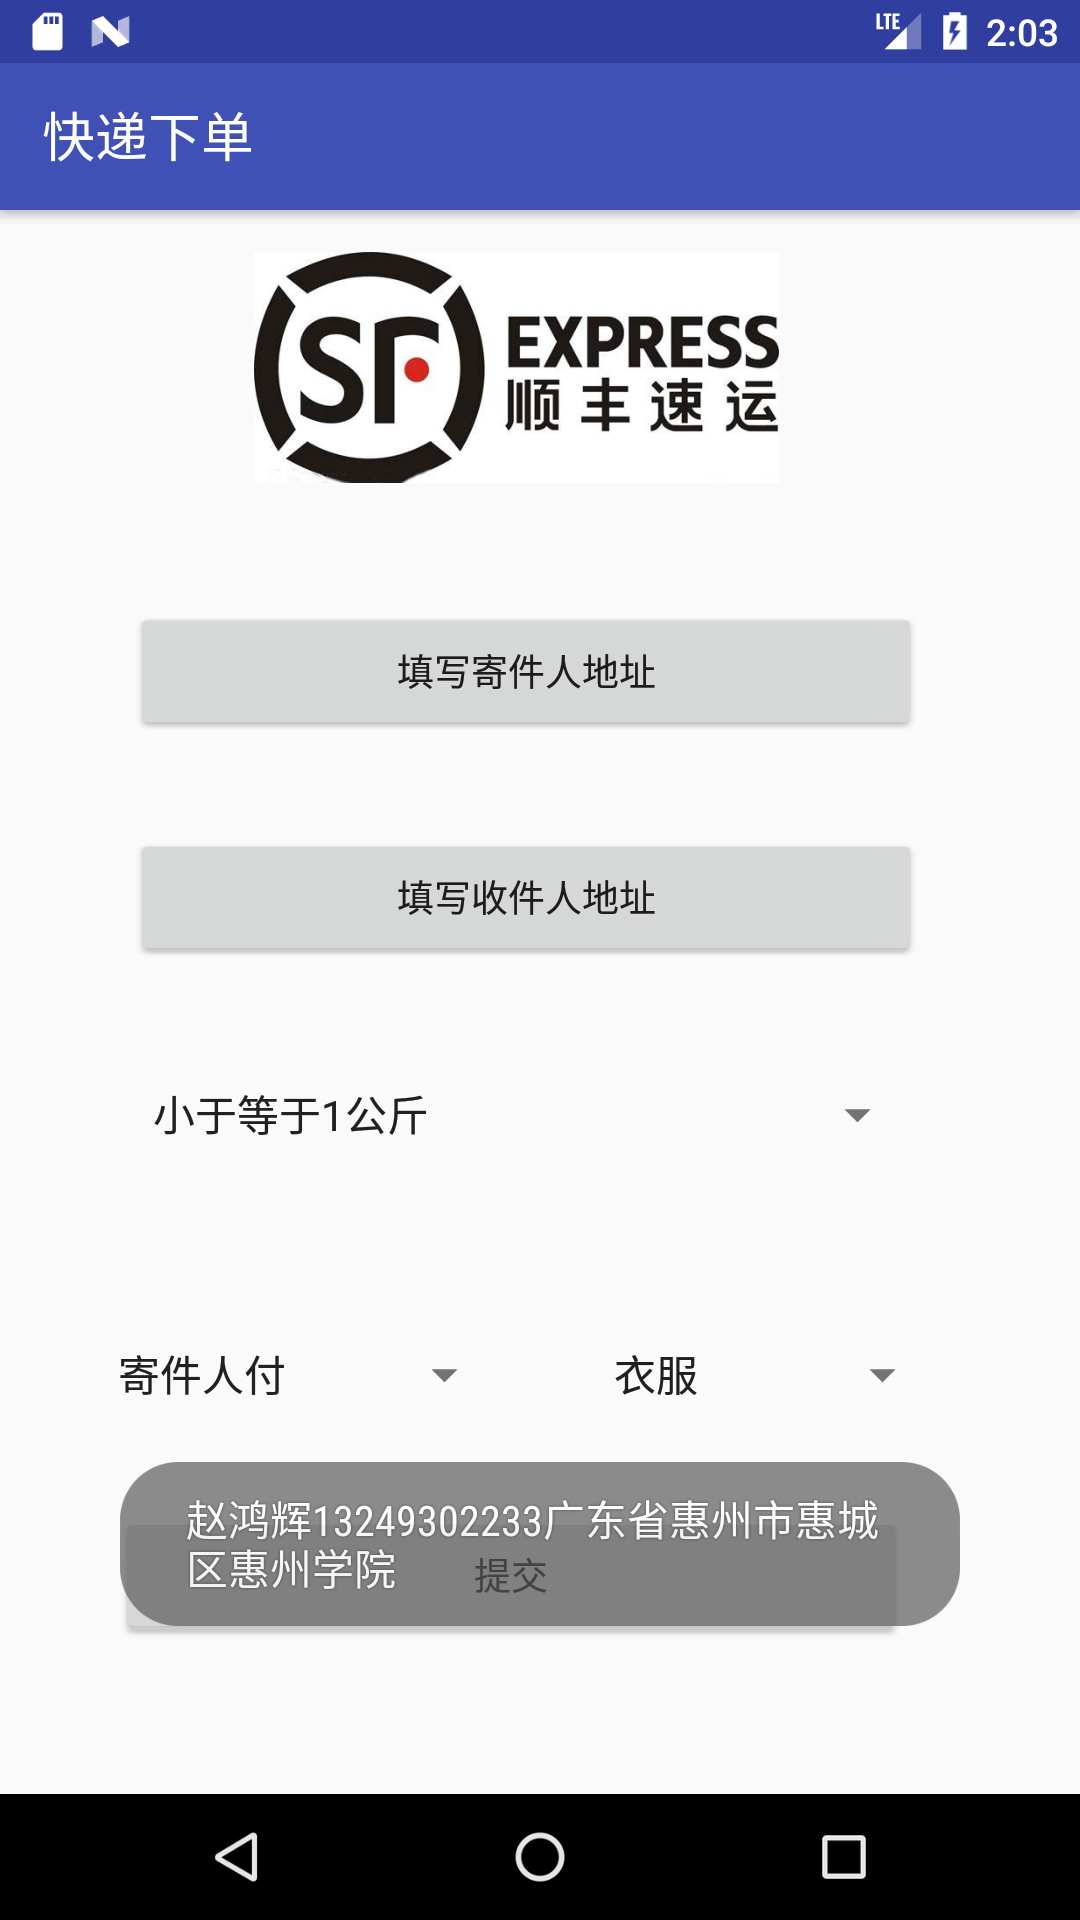 LTE 2:03
快递下单
SF EXPRESS
顺丰速运
填写寄件人地址
填写收件人地址
小于等于1公斤
寄件人付 衣服
赵鸿辉13249302233广东省惠州市惠城
区惠州学院
提交